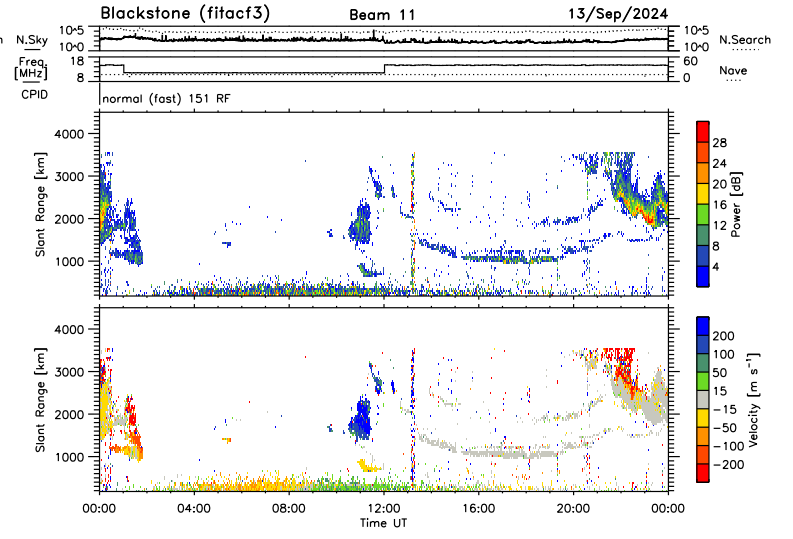 Blackstone (fitacf3) Beam 11 13/Sep/2024
N.Sky 10^5 10^5 N.Search
10^0 10^0
Freq. 18 60
[MHz] 8 0 Nave
CPID normal (fast) 151 RF
4000
3000
2000
1000
Slant Range [km]
28
24
20
16
12
8
4
Power [dB]
4000
3000
2000
1000
Slant Range [km]
200
100
50
15
-15
-50
-100
-200
Velocity [m s⁻¹]
00:00 04:00 08:00 12:00 16:00 20:00 00:00
Time UT